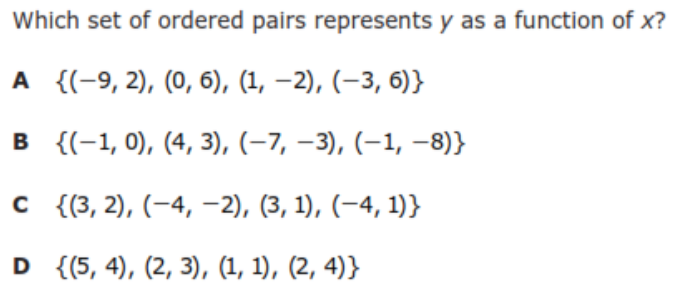 Which set of ordered pairs represents y as a function of x?
A {(−9, 2), (0, 6), (1, −2), (−3, 6)}
B {(−1, 0), (4, 3), (−7, −3), (−1, −8)}
C {(3, 2), (−4, −2), (3, 1), (−4, 1)}
D {(5, 4), (2, 3), (1, 1), (2, 4)}